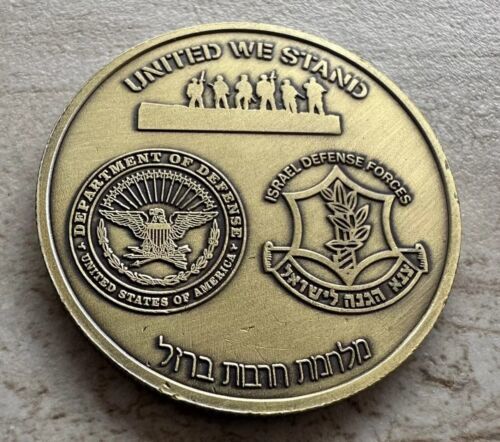 UNITED WE STAND
DEPARTMENT OF DEFENSE
UNITED STATES OF AMERICA
ISRAEL DEFENSE FORCES
צבא הגנה לישראל
מלחמת חרבות ברזל